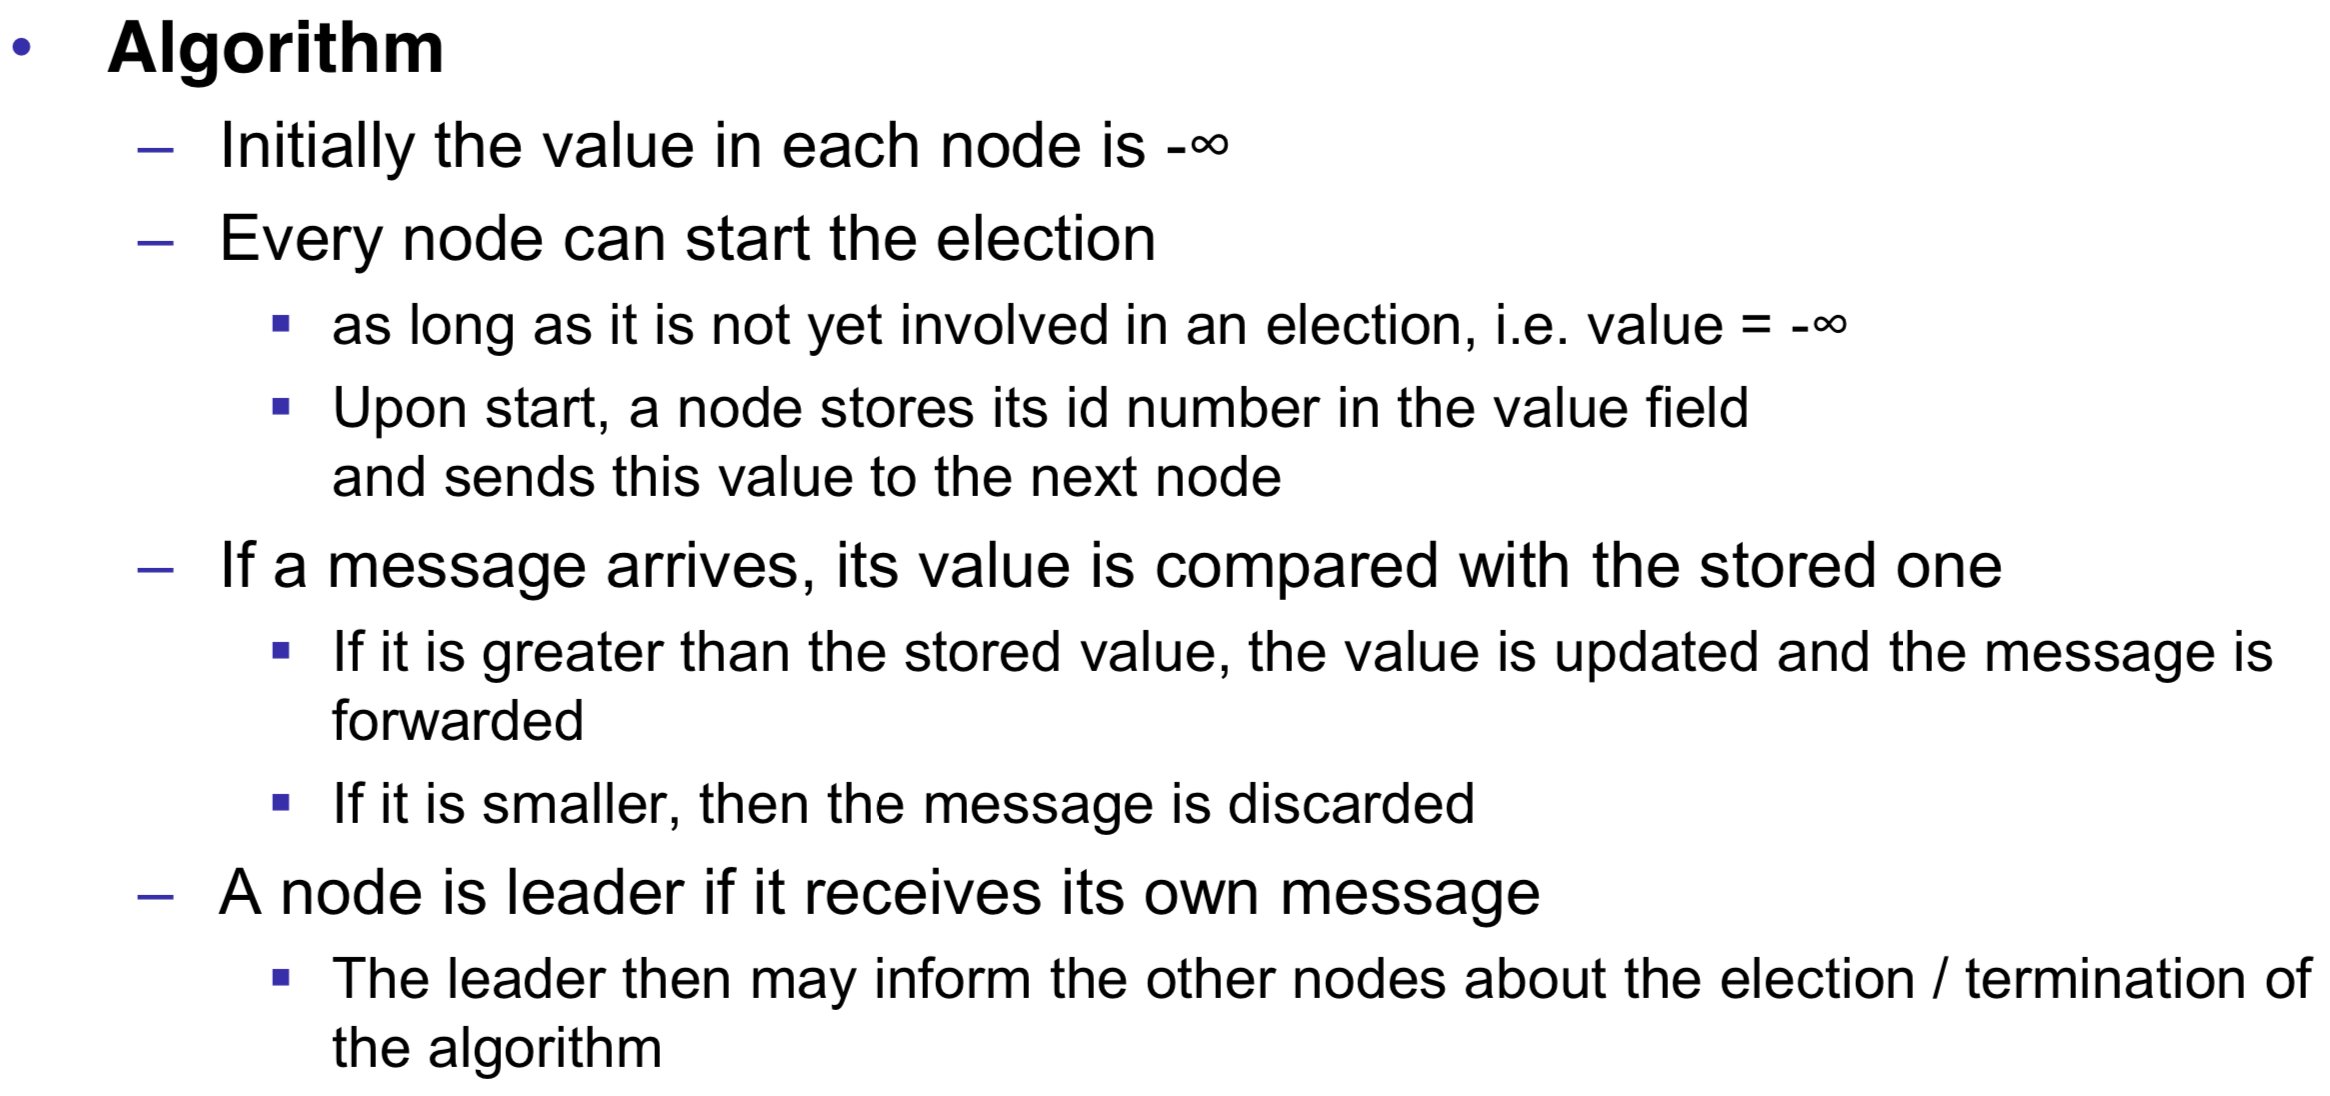 • Algorithm
– Initially the value in each node is -∞
– Every node can start the election
▪ as long as it is not yet involved in an election, i.e. value = -∞
▪ Upon start, a node stores its id number in the value field
and sends this value to the next node
– If a message arrives, its value is compared with the stored one
▪ If it is greater than the stored value, the value is updated and the message is
forwarded
▪ If it is smaller, then the message is discarded
– A node is leader if it receives its own message
▪ The leader then may inform the other nodes about the election / termination of
the algorithm